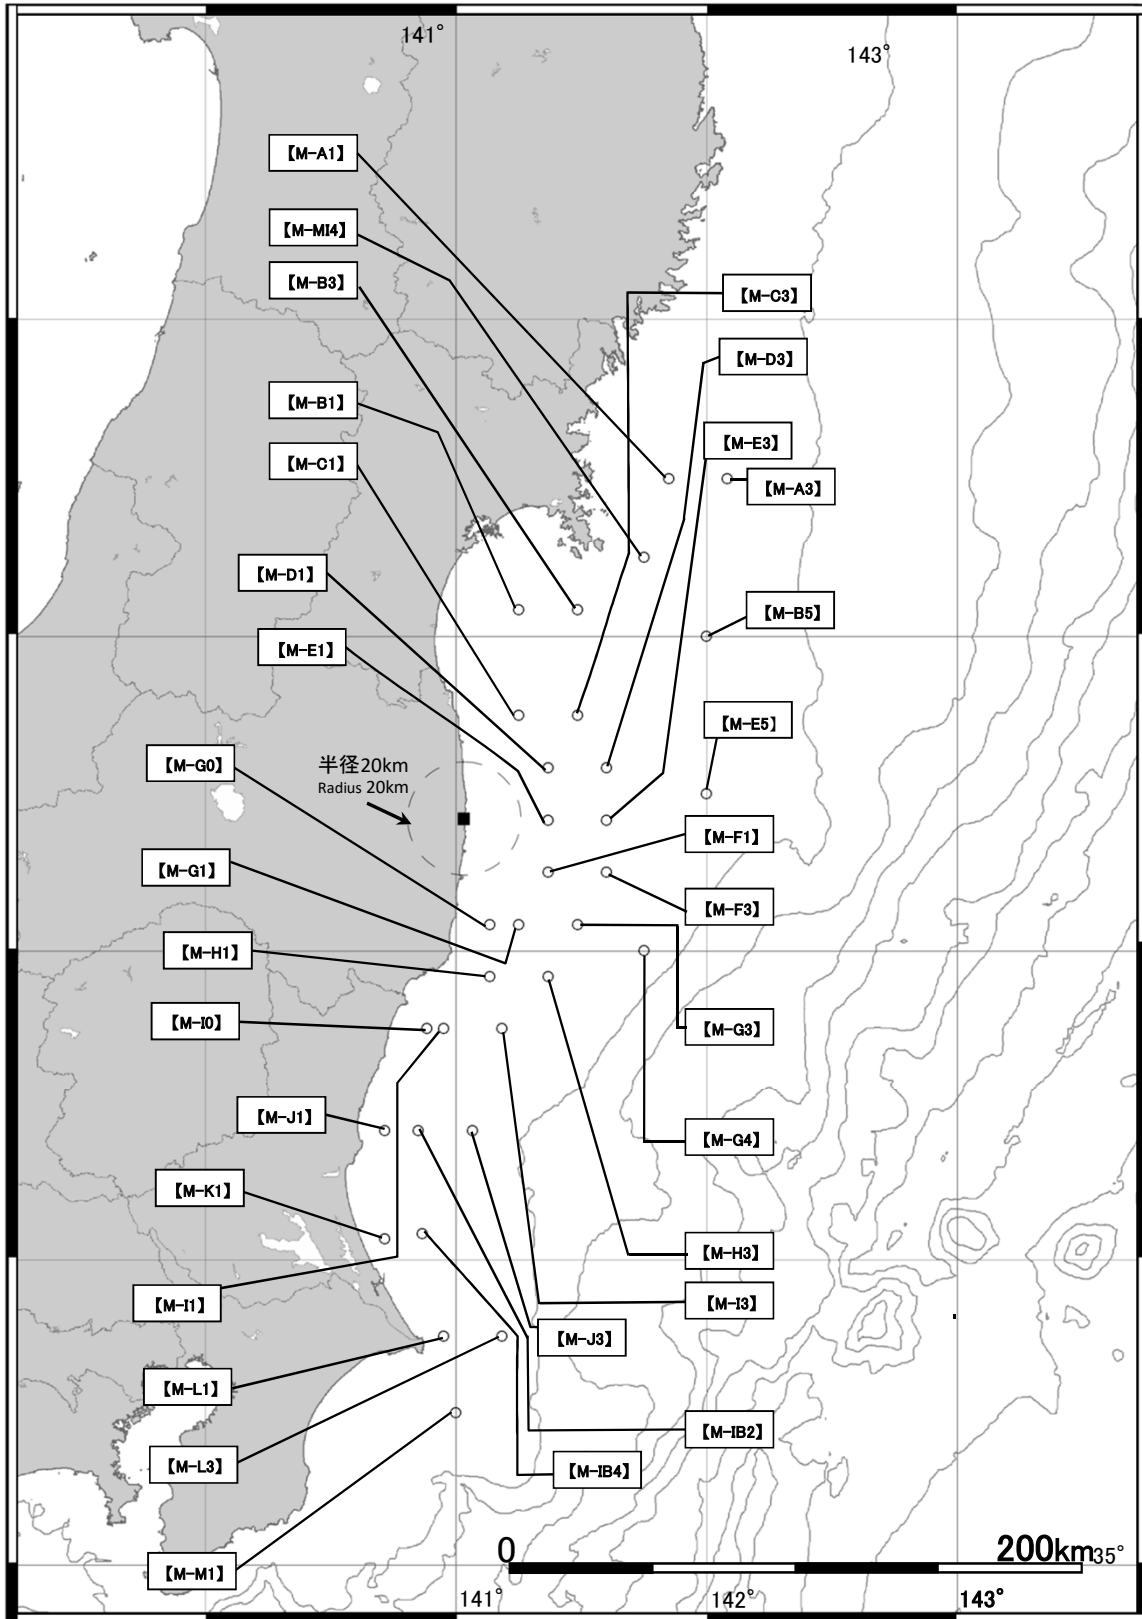 141°
143°
【M-A1】
【M-MI4】
【M-B3】
【M-C3】
【M-D3】
【M-B1】
【M-E3】
【M-C1】
【M-A3】
【M-D1】
【M-B5】
【M-E1】
【M-E5】
【M-G0】
半径20km
Radius 20km
【M-F1】
【M-G1】
【M-F3】
【M-H1】
【M-I0】
【M-G3】
【M-J1】
【M-G4】
【M-K1】
【M-H3】
【M-I1】
【M-I3】
【M-J3】
【M-L1】
【M-IB2】
【M-L3】
【M-IB4】
【M-M1】
0
200km
35°
141°
142°
143°